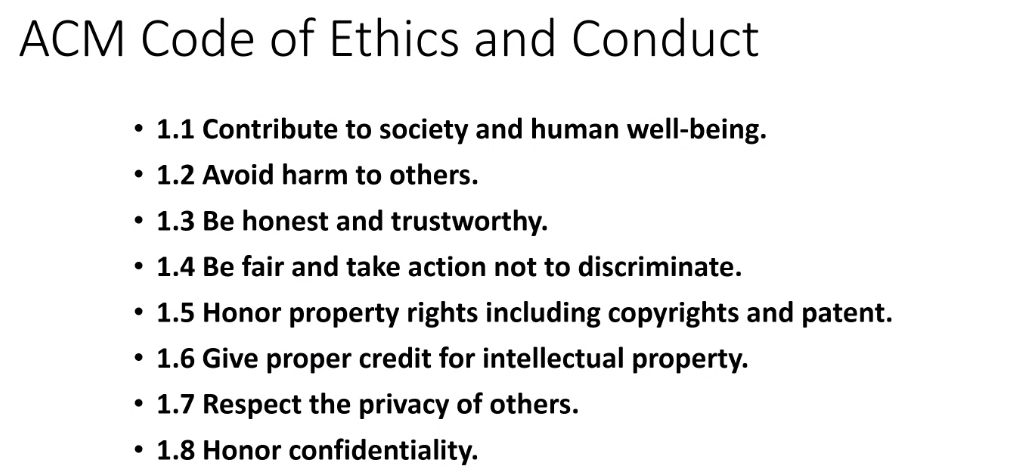 ACM Code of Ethics and Conduct
• 1.1 Contribute to society and human well-being.
• 1.2 Avoid harm to others.
• 1.3 Be honest and trustworthy.
• 1.4 Be fair and take action not to discriminate.
• 1.5 Honor property rights including copyrights and patent.
• 1.6 Give proper credit for intellectual property.
• 1.7 Respect the privacy of others.
• 1.8 Honor confidentiality.